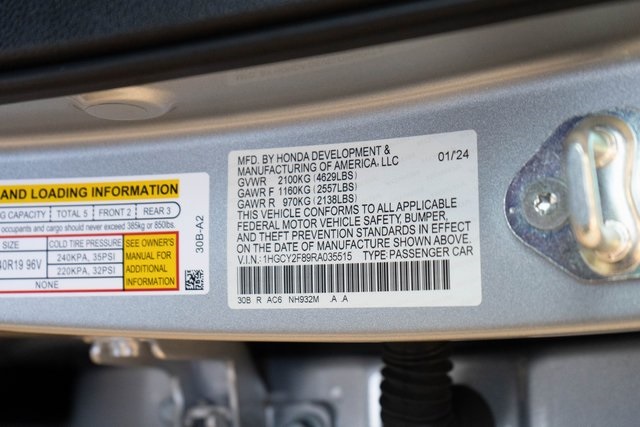 AND LOADING INFORMATION
G CAPACITY TOTAL 5 FRONT 2 REAR 3
occupants and cargo should never exceed 385kg or 850lbs.
SIZE
COLD TIRE PRESSURE
SEE OWNER'S
MANUAL FOR
ADDITIONAL
INFORMATION
40R19 96V
240KPA, 35PSI
220KPA, 32PSI
NONE
30B-A2
MFD. BY HONDA DEVELOPMENT &
MANUFACTURING OF AMERICA, LLC 01/24
GVWR 2100KG (4629LBS)
GAWR F 1160KG (2557LBS)
GAWR R 970KG (2138LBS)
THIS VEHICLE CONFORMS TO ALL APPLICABLE
FEDERAL MOTOR VEHICLE SAFETY, BUMPER,
AND THEFT PREVENTION STANDARDS IN EFFECT
ON THE DATE OF MANUFACTURE SHOWN ABOVE.
V.I.N.: 1HGCY2F89RA035515 TYPE PASSENGER CAR
30B R AC6 NH932M .A .A